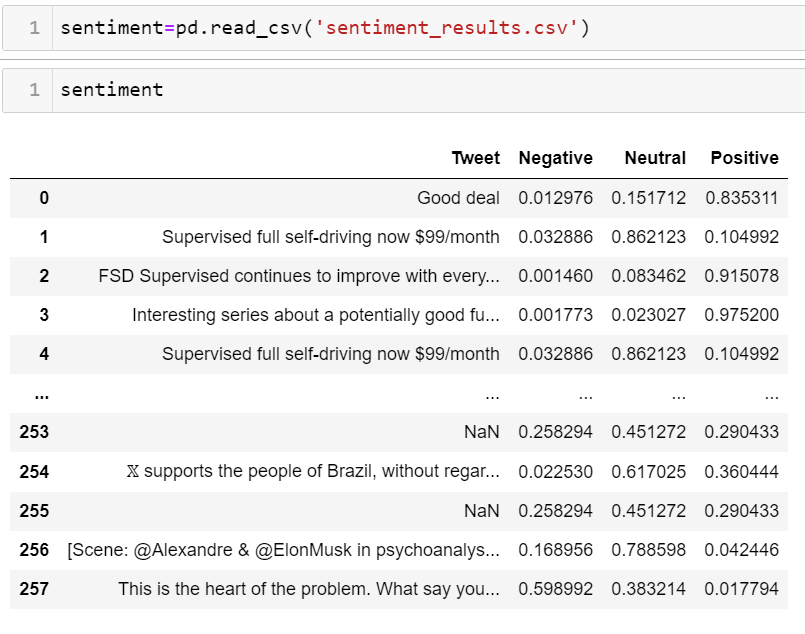 1 sentiment=pd.read_csv('sentiment_results.csv')
1 sentiment
Tweet Negative Neutral Positive
0 Good deal 0.012976 0.151712 0.835311
1 Supervised full self-driving now $99/month 0.032886 0.862123 0.104992
2 FSD Supervised continues to improve with every... 0.001460 0.083462 0.915078
3 Interesting series about a potentially good fu... 0.001773 0.023027 0.975200
4 Supervised full self-driving now $99/month 0.032886 0.862123 0.104992
... ... ... ... ...
253 NaN 0.258294 0.451272 0.290433
254 𝕏 supports the people of Brazil, without regar... 0.022530 0.617025 0.360444
255 NaN 0.258294 0.451272 0.290433
256 [Scene: @Alexandre & @ElonMusk in psychoanalys... 0.168956 0.788598 0.042446
257 This is the heart of the problem. What say you... 0.598992 0.383214 0.017794